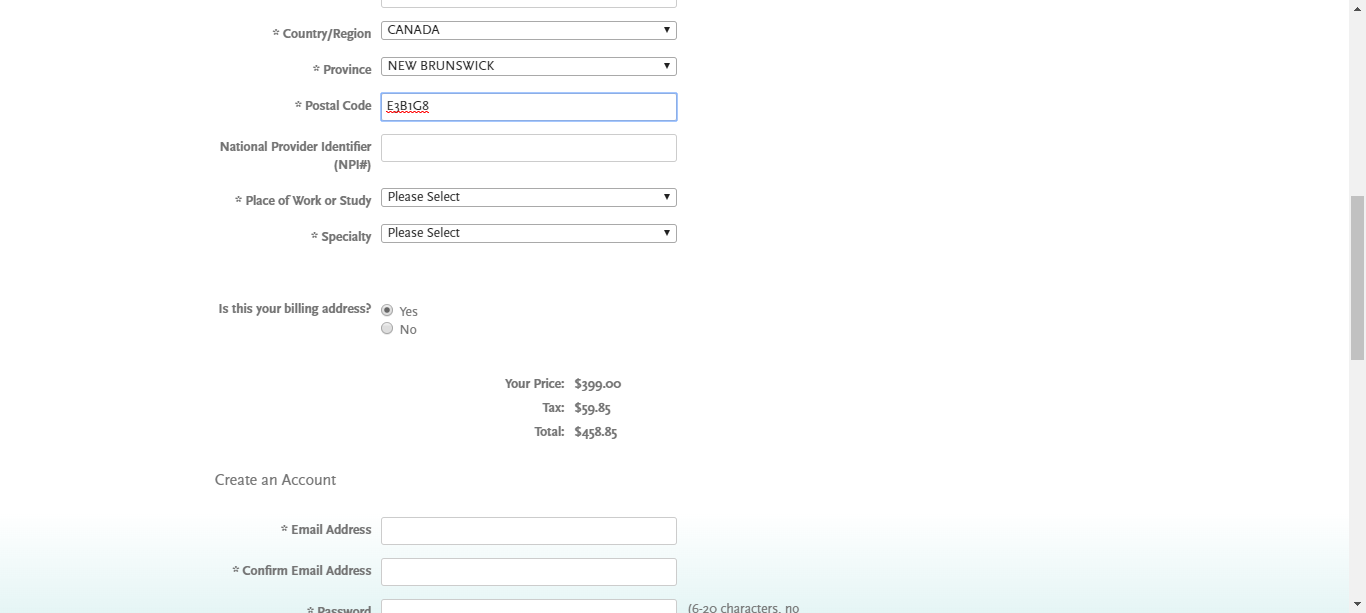 * Country/Region CANADA
* Province NEW BRUNSWICK
* Postal Code E3B1G8
National Provider Identifier
(NPI#)
* Place of Work or Study Please Select
* Specialty Please Select
Is this your billing address? Yes
No
Your Price: $399.00
Tax: $59.85
Total: $458.85
Create an Account
* Email Address
* Confirm Email Address
* Password (6-20 characters, no